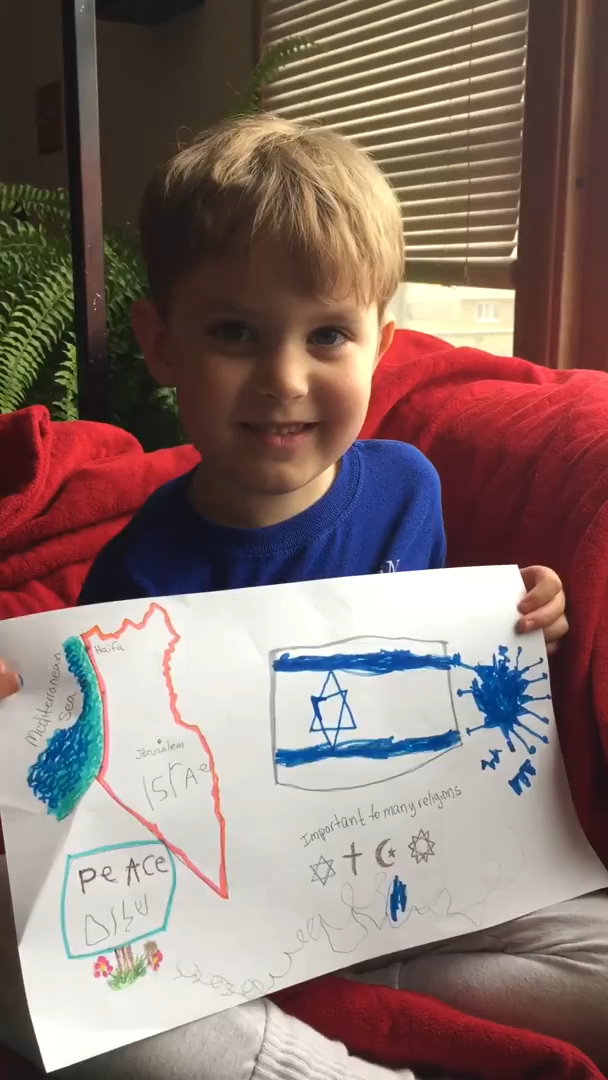 Haifa
Mediterranean
Sea
Jerusalem
ISrAel
PeAce
שלום
Important to many religions